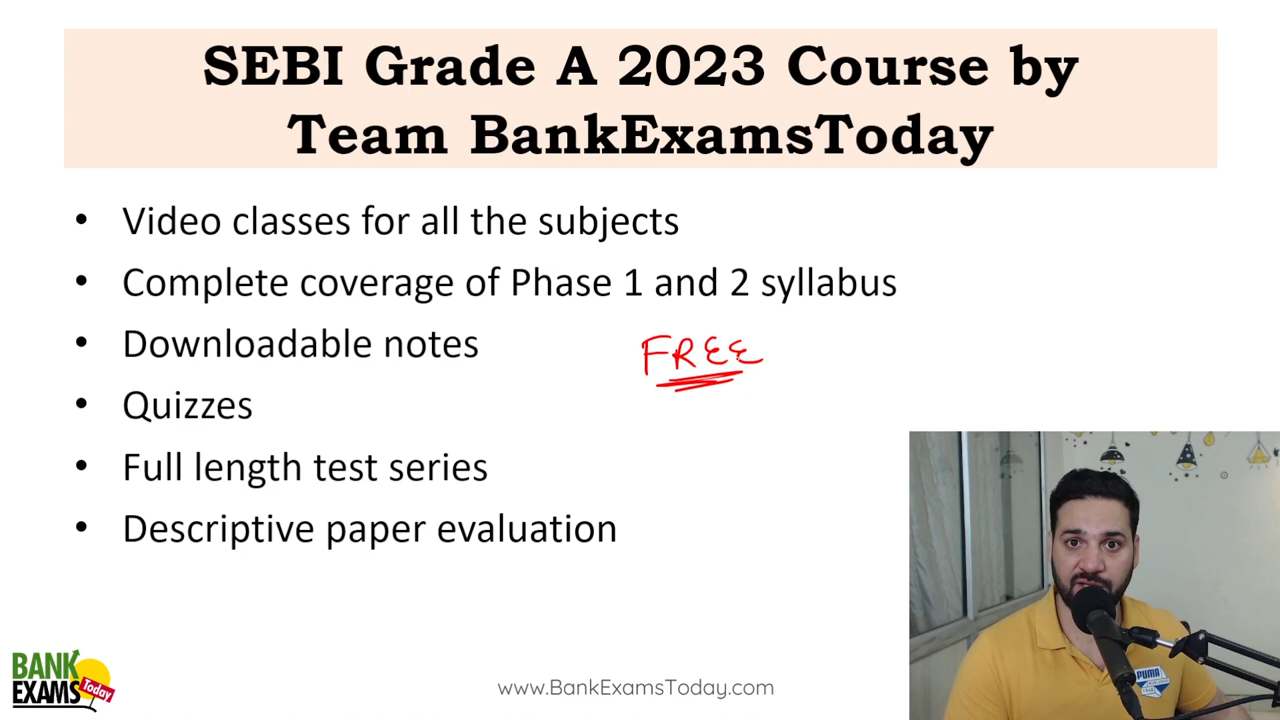 SEBI Grade A 2023 Course by
Team BankExamsToday
• Video classes for all the subjects
• Complete coverage of Phase 1 and 2 syllabus
• Downloadable notes
FREE
• Quizzes
• Full length test series
• Descriptive paper evaluation
BANK
EXAMS
Today
www.BankExamsToday.com
PUMA